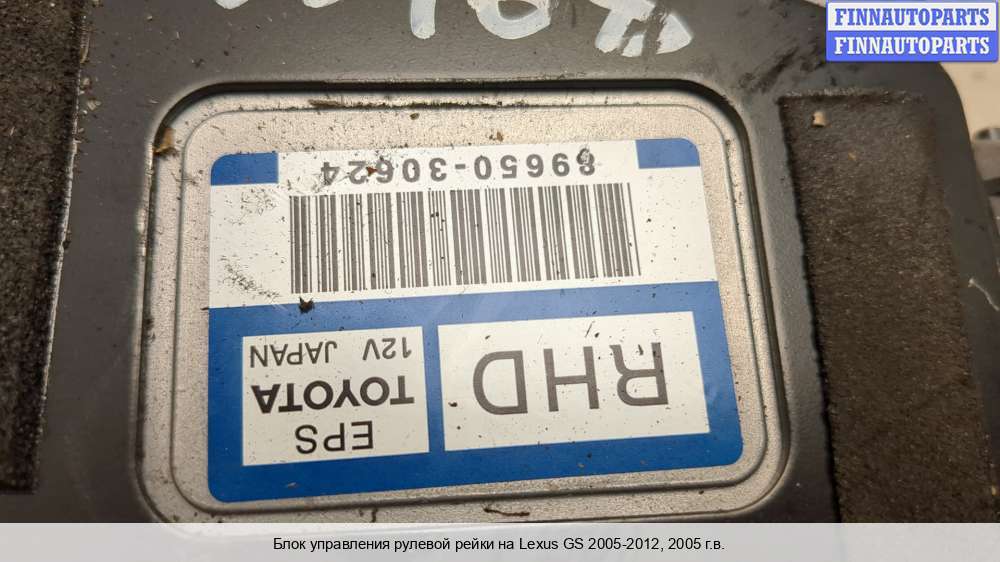 FINNAUTOPARTS
FINNAUTOPARTS
89650-30624
RHD
EPS
TOYOTA
12V JAPAN
Блок управления рулевой рейки на Lexus GS 2005-2012, 2005 г.в.